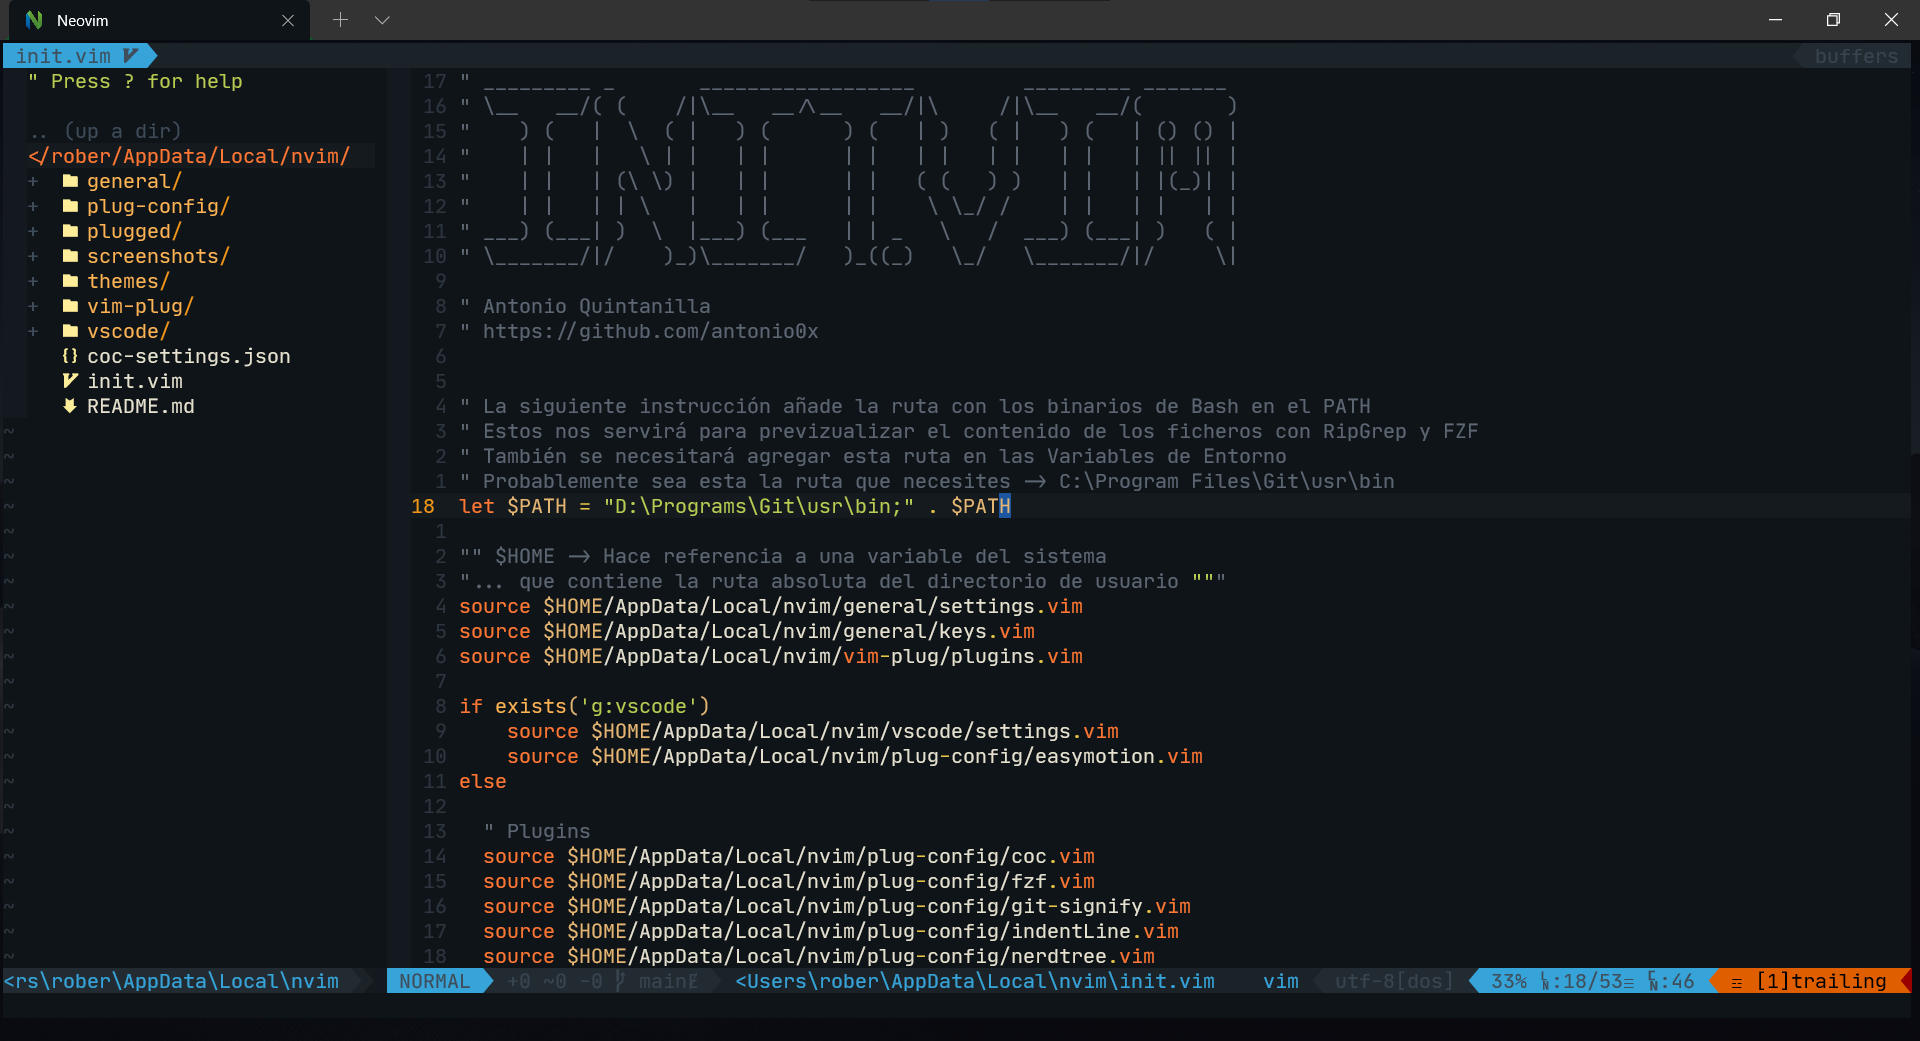 Neovim
init.vim
buffers
" Press ? for help
.. (up a dir)
</rober/AppData/Local/nvim/
+ general/
+ plug-config/
+ plugged/
+ screenshots/
+ themes/
+ vim-plug/
+ vscode/
{} coc-settings.json
init.vim
README.md
17 "  _________ _       __________________         _________ _______
16 " \__   __/( (    /|\__   __/\__   __/|\     /|\__   __/(       )
15 "    ) (   |  \  ( |   ) (      ) (   | )   ( |   ) (   | () () |
14 "    | |   |   \ | |   | |      | |   | |   | |   | |   | || || |
13 "    | |   | (\ \) |   | |      | |   ( (   ) )   | |   | |(_)| |
12 "    | |   | | \   |   | |      | |    \ \_/ /    | |   | |   | |
11 " ___) (___| )  \  |___) (___   | | _   \   /  ___) (___| )   ( |
10 " \_______/|/    )_)\_______/   )_((_)   \_/   \_______/|/     \|
9
8 " Antonio Quintanilla
7 " https://github.com/antonio0x
6
5
4 " La siguiente instrucción añade la ruta con los binarios de Bash en el PATH
3 " Estos nos servirá para previzualizar el contenido de los ficheros con RipGrep y FZF
2 " También se necesitará agregar esta ruta en las Variables de Entorno
1 " Probablemente sea esta la ruta que necesites -> C:\Program Files\Git\usr\bin
18 let $PATH = "D:\Programs\Git\usr\bin;" . $PATH
1
2 "" $HOME -> Hace referencia a una variable del sistema
3 "... que contiene la ruta absoluta del directorio de usuario """
4 source $HOME/AppData/Local/nvim/general/settings.vim
5 source $HOME/AppData/Local/nvim/general/keys.vim
6 source $HOME/AppData/Local/nvim/vim-plug/plugins.vim
7
8 if exists('g:vscode')
9     source $HOME/AppData/Local/nvim/vscode/settings.vim
10     source $HOME/AppData/Local/nvim/plug-config/easymotion.vim
11 else
12
13   " Plugins
14   source $HOME/AppData/Local/nvim/plug-config/coc.vim
15   source $HOME/AppData/Local/nvim/plug-config/fzf.vim
16   source $HOME/AppData/Local/nvim/plug-config/git-signify.vim
17   source $HOME/AppData/Local/nvim/plug-config/indentLine.vim
18   source $HOME/AppData/Local/nvim/plug-config/nerdtree.vim
<rs\rober\AppData\Local\nvim
NORMAL +0 ~0 -0 main <Users\rober\AppData\Local\nvim\init.vim vim utf-8[dos] 33% :18/53 :46 [1]trailing